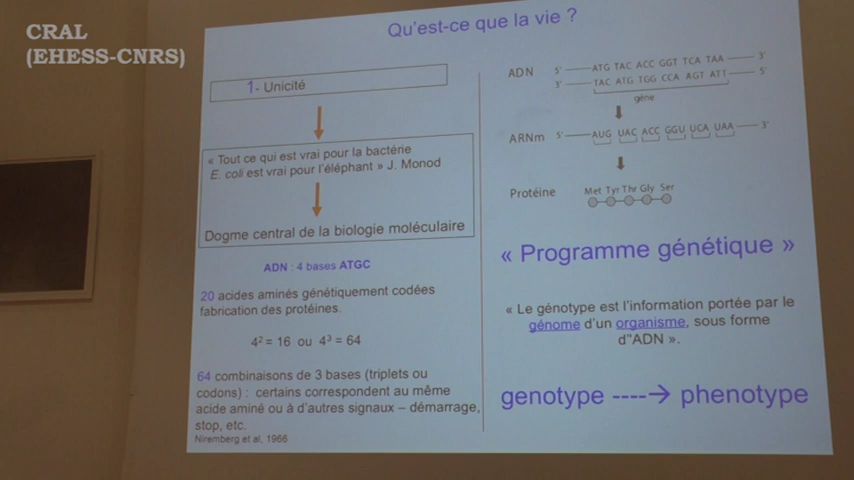 CRAL
(EHESS-CNRS)
Qu'est-ce que la vie ?
1- Unicité
« Tout ce qui est vrai pour la bactérie
E. coli est vrai pour l'éléphant » J. Monod
Dogme central de la biologie moléculaire
ADN : 4 bases ATGC
20 acides aminés génétiquement codées
fabrication des protéines.
4² = 16 ou 4³ = 64
64 combinaisons de 3 bases (triplets ou
codons) : certains correspondent au même
acide aminé ou à d'autres signaux – démarrage,
stop, etc.
Niremberg et al, 1966
ADN 5' ATG TAC ACC GGT TCA TAA 3'
3' TAC ATG TGG CCA AGT ATT 5'
gène
ARNm 5' AUG UAC ACC GGU UCA UAA 3'
Protéine Met Tyr Thr Gly Ser
« Programme génétique »
« Le génotype est l'information portée par le
génome d'un organisme, sous forme
d''ADN ».
genotype ----→ phenotype